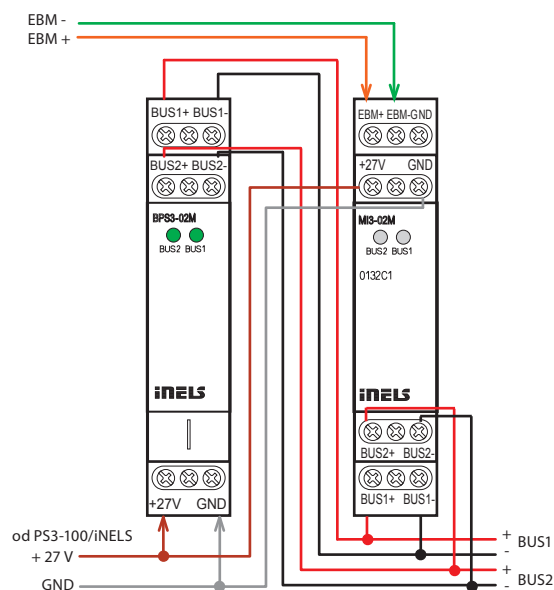 EBM -
EBM +
BUS1+ BUS1-
BUS2+ BUS2-
BPS3-02M
BUS2 BUS1
iNELS
+27V GND
EBM+ EBM-GND
+27V GND
MI3-02M
BUS2 BUS1
0132C1
iNELS
BUS2+ BUS2-
BUS1+ BUS1-
od PS3-100/iNELS
+ 27 V
GND
+
- BUS1
+
- BUS2